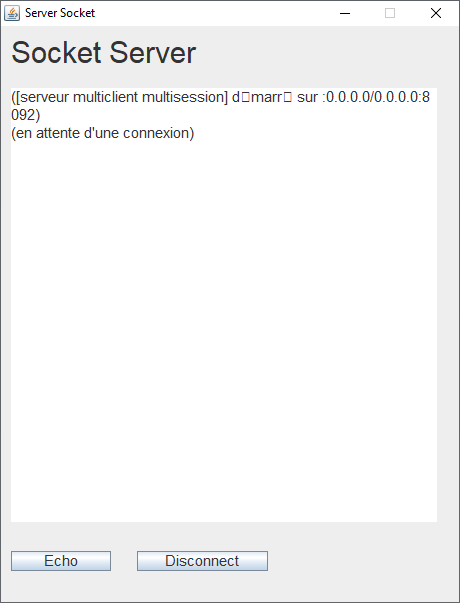 Server Socket
Socket Server
([serveur multiclient multisession] d▯marr▯ sur :0.0.0.0/0.0.0.0:8
092)
(en attente d'une connexion)
Echo
Disconnect